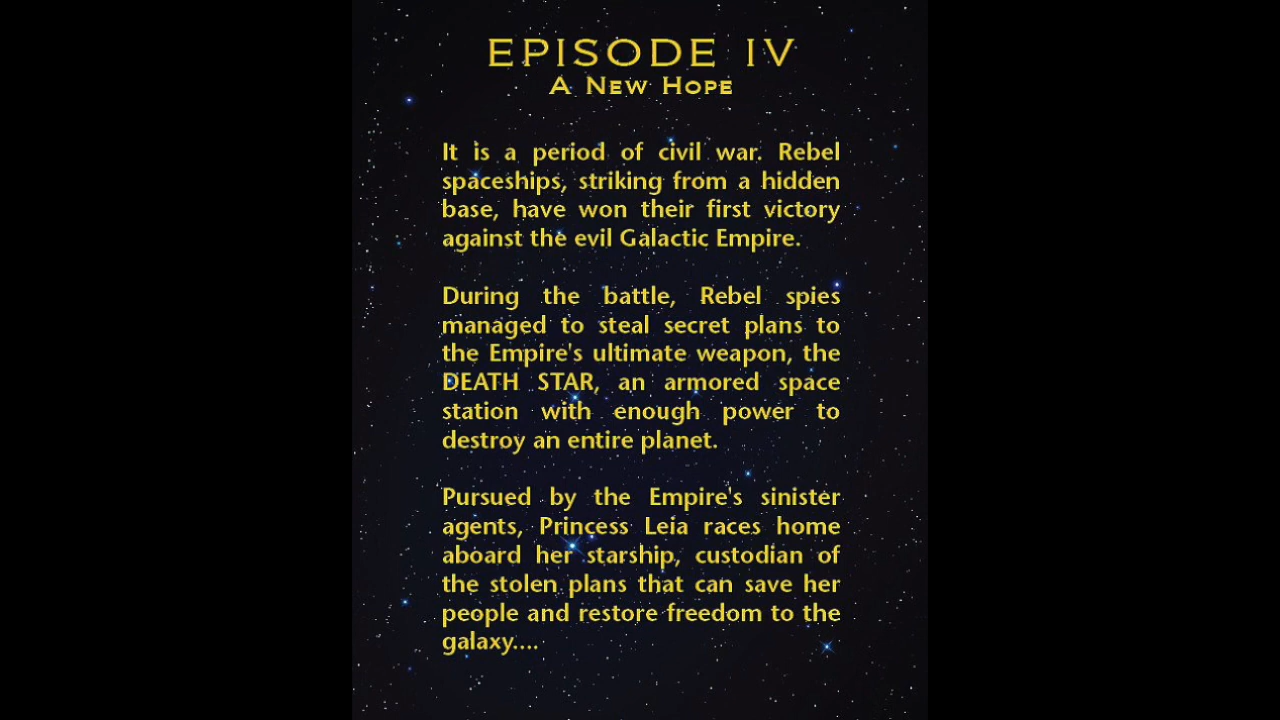 EPISODE IV
A New Hope
It is a period of civil war. Rebel
spaceships, striking from a hidden
base, have won their first victory
against the evil Galactic Empire.
During the battle, Rebel spies
managed to steal secret plans to
the Empire's ultimate weapon, the
DEATH STAR, an armored space
station with enough power to
destroy an entire planet.
Pursued by the Empire's sinister
agents, Princess Leia races home
aboard her starship, custodian of
the stolen plans that can save her
people and restore freedom to the
galaxy....